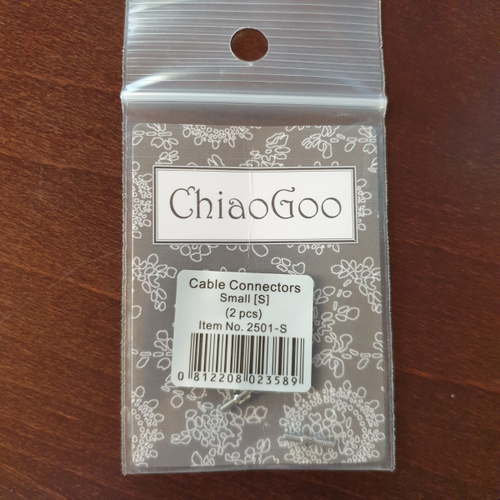 ChiaoGoo
Cable Connectors
Small [S]
(2 pcs)
Item No. 2501-S
0 812208 023589